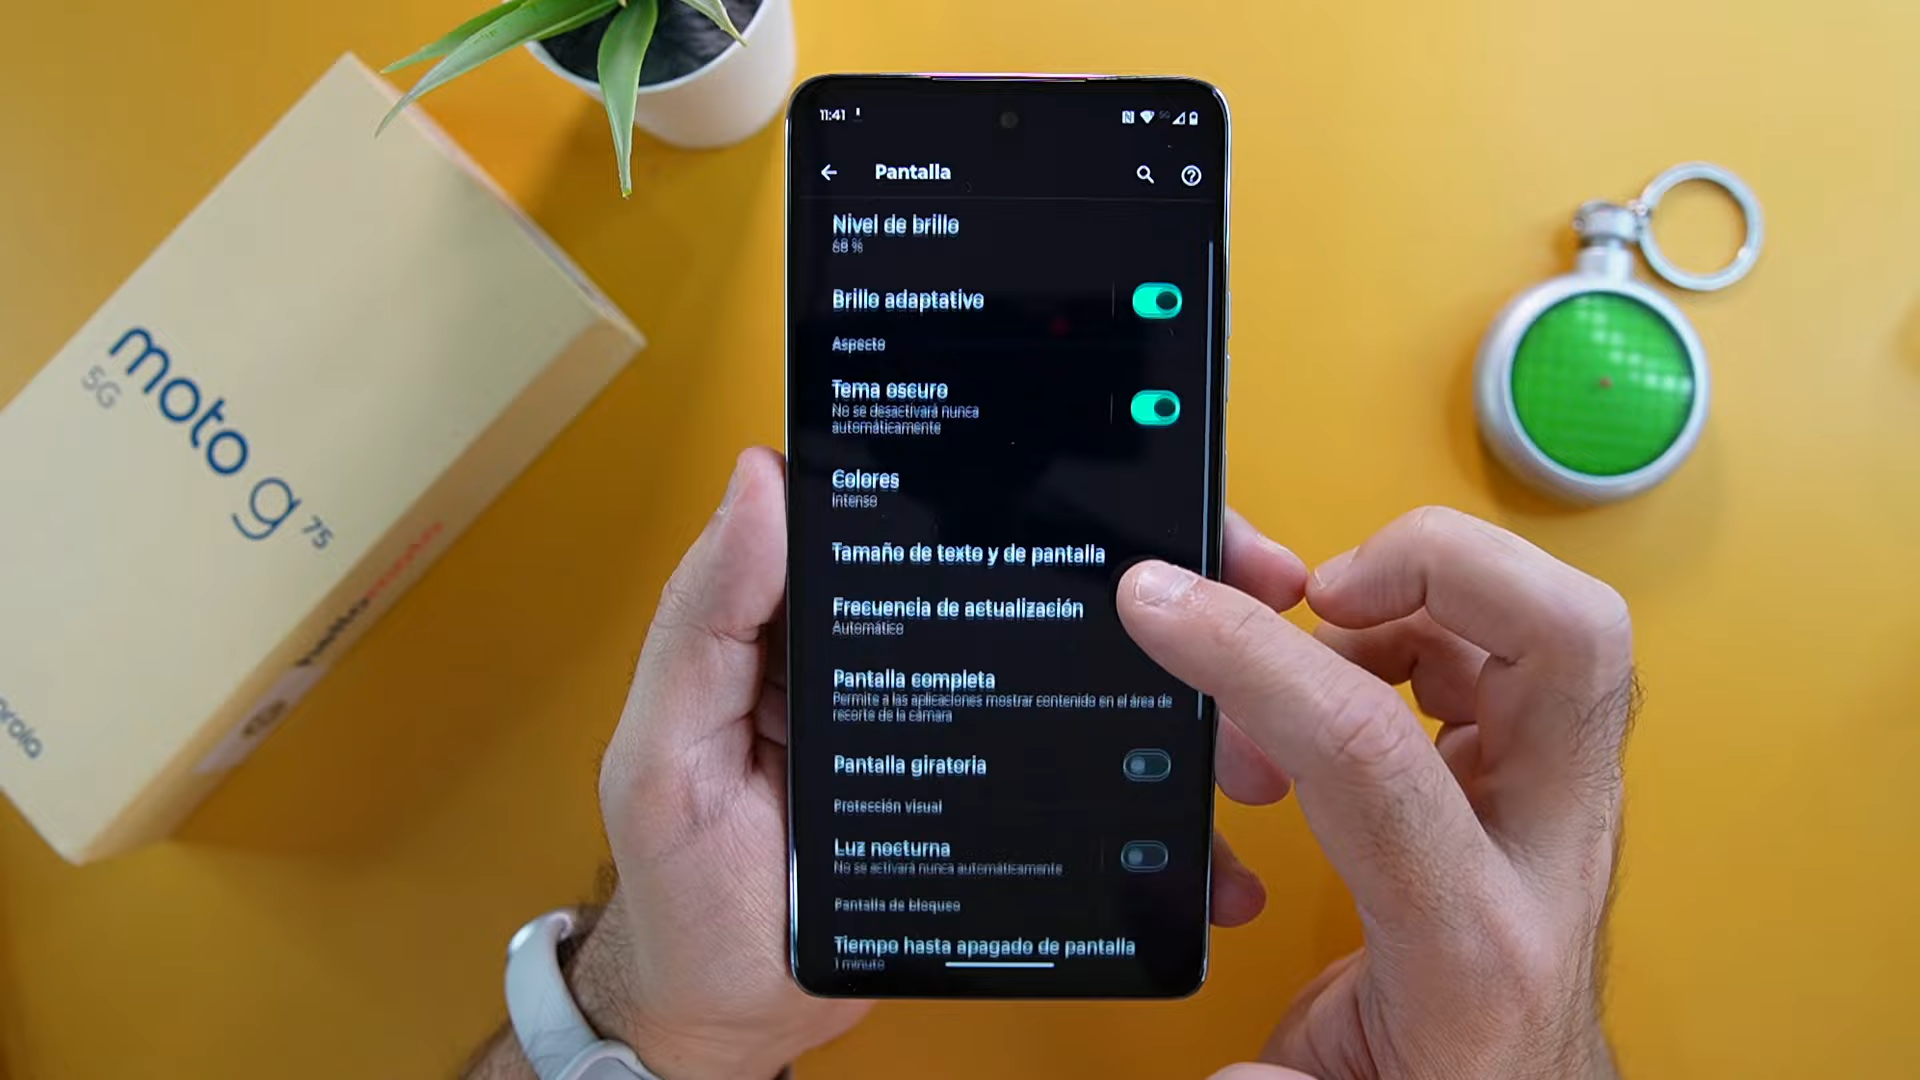 moto g 75
5G
11:41
Pantalla
Nivel de brillo
68 %
Brillo adaptativo
Aspecto
Tema oscuro
No se desactivará nunca
automáticamente
Colores
Intenso
Tamaño de texto y de pantalla
Frecuencia de actualización
Automático
Pantalla completa
Permite a las aplicaciones mostrar contenido en el área de
recorte de la cámara
Pantalla giratoria
Protección visual
Luz nocturna
No se activará nunca automáticamente
Pantalla de bloqueo
Tiempo hasta apagado de pantalla
1 minuto